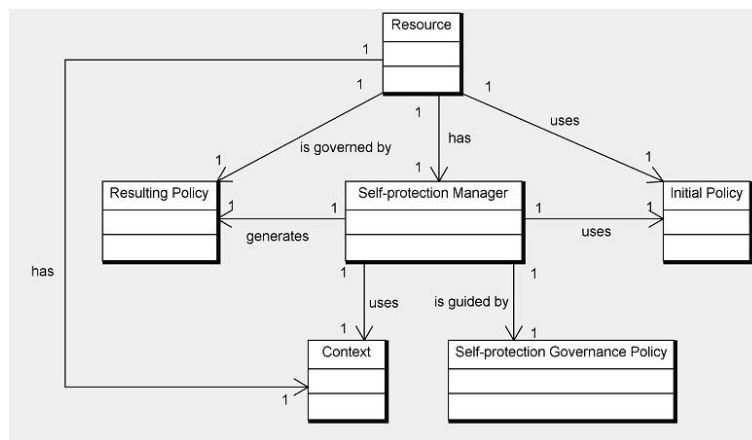 Resource
1
1
1
1
1
uses
has
is governed by
1
1
1
Resulting Policy
Self-protection Manager
Initial Policy
1
1
1
1
generates
uses
has
1
1
uses
is guided by
1
1
Context
Self-protection Governance Policy
1